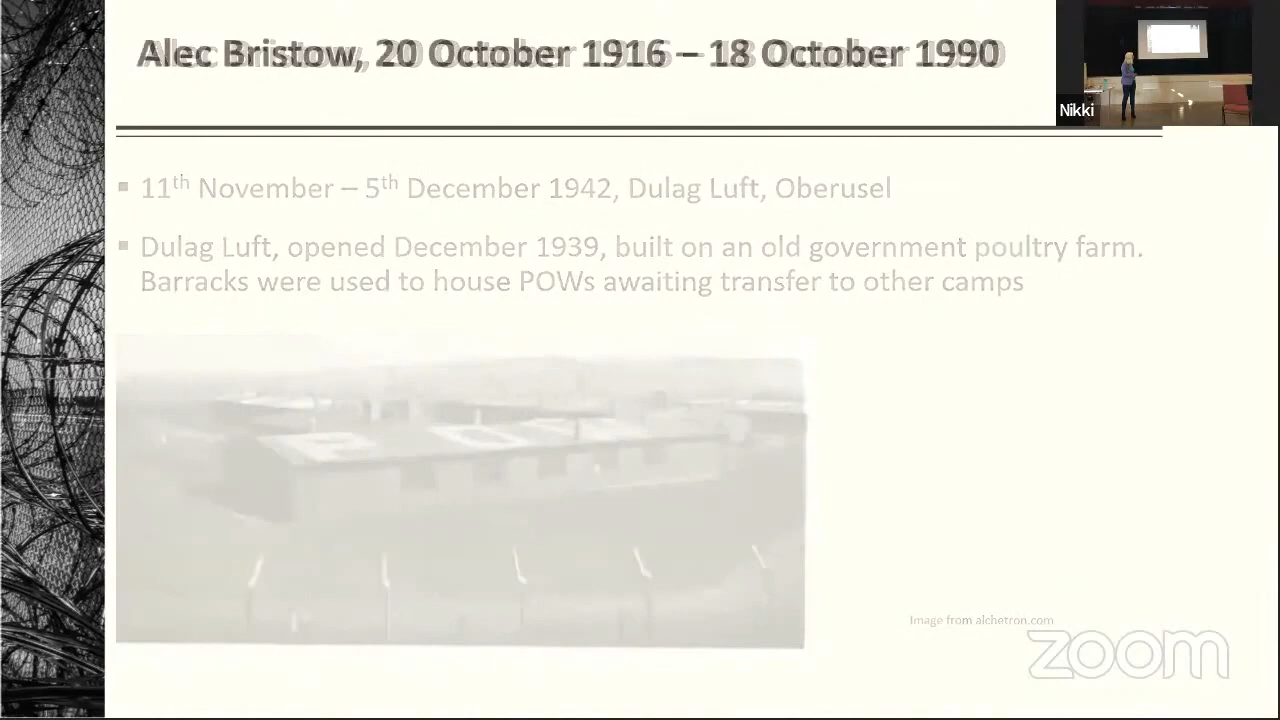 Alec Bristow, 20 October 1916 – 18 October 1990
Nikki
▪ 11th November – 5th December 1942, Dulag Luft, Oberusel
▪ Dulag Luft, opened December 1939, built on an old government poultry farm.
Barracks were used to house POWs awaiting transfer to other camps
Image from alchetron.com
zoom